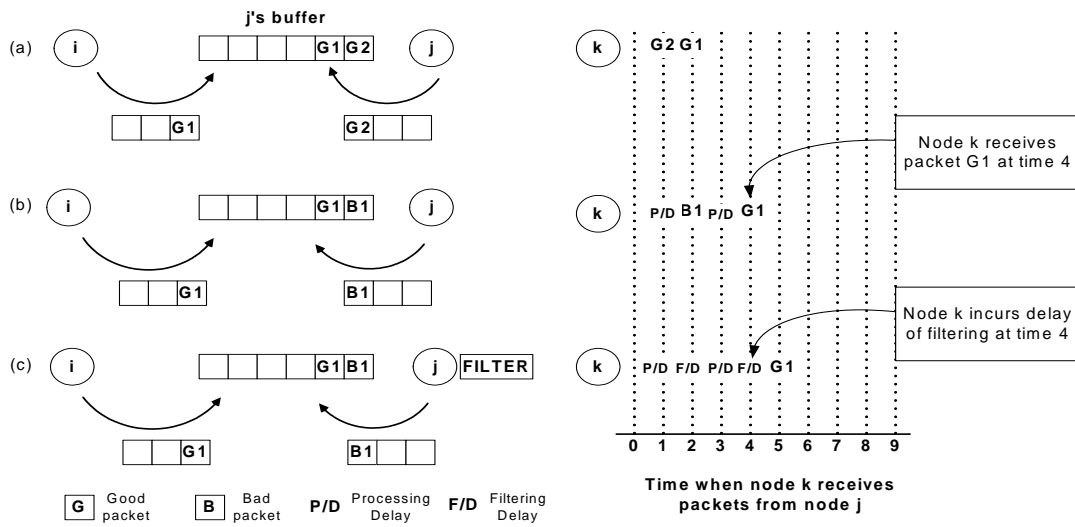 j's buffer
(a) i G1 G2 j k G2 G1
G1 G2
Node k receives
packet G1 at time 4
(b) i G1 B1 j k P/D B1 P/D G1
G1 B1
Node k incurs delay
of filtering at time 4
(c) i G1 B1 j FILTER k P/D F/D P/D F/D G1
G1 B1
0 1 2 3 4 5 6 7 8 9
Time when node k receives
packets from node j
G Good
packet
B Bad
packet
P/D Processing
Delay
F/D Filtering
Delay